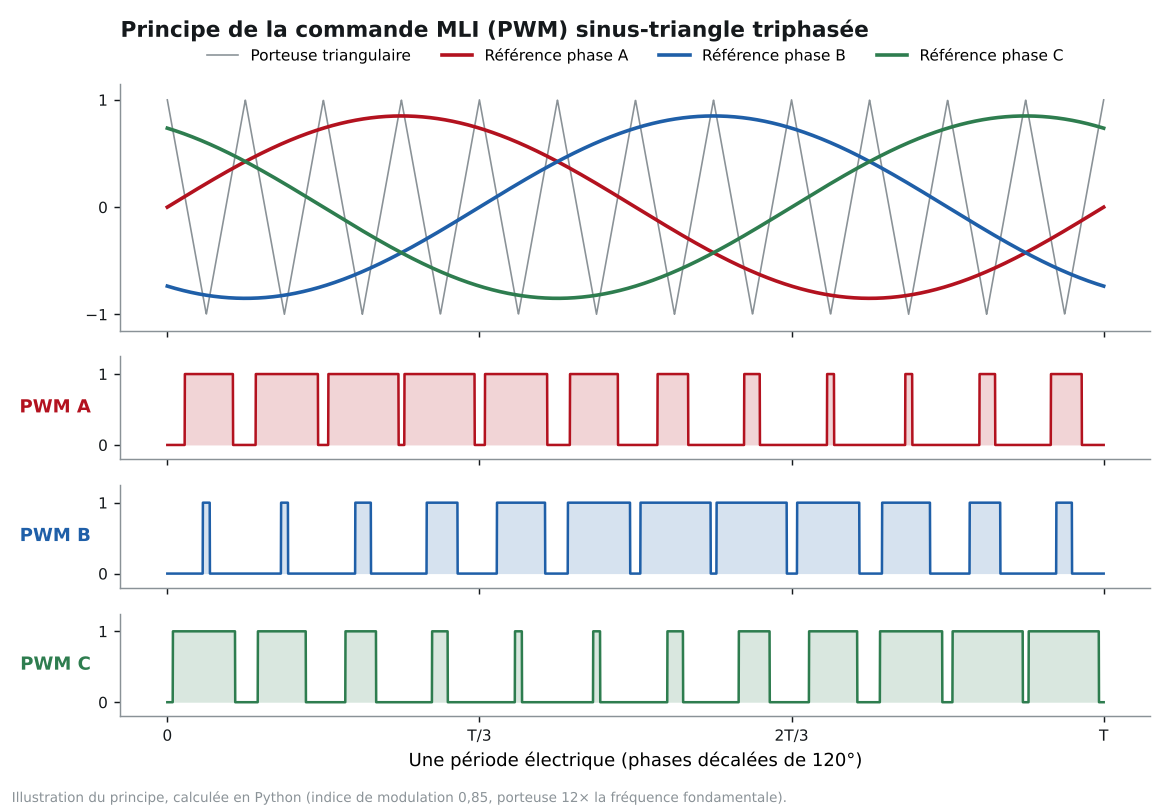 Principe de la commande MLI (PWM) sinus-triangle triphasée
Porteuse triangulaire Référence phase A Référence phase B Référence phase C
1
0
−1
PWM A
1
0
PWM B
1
0
PWM C
1
0
0 T/3 2T/3 T
Une période électrique (phases décalées de 120°)
Illustration du principe, calculée en Python (indice de modulation 0,85, porteuse 12× la fréquence fondamentale).